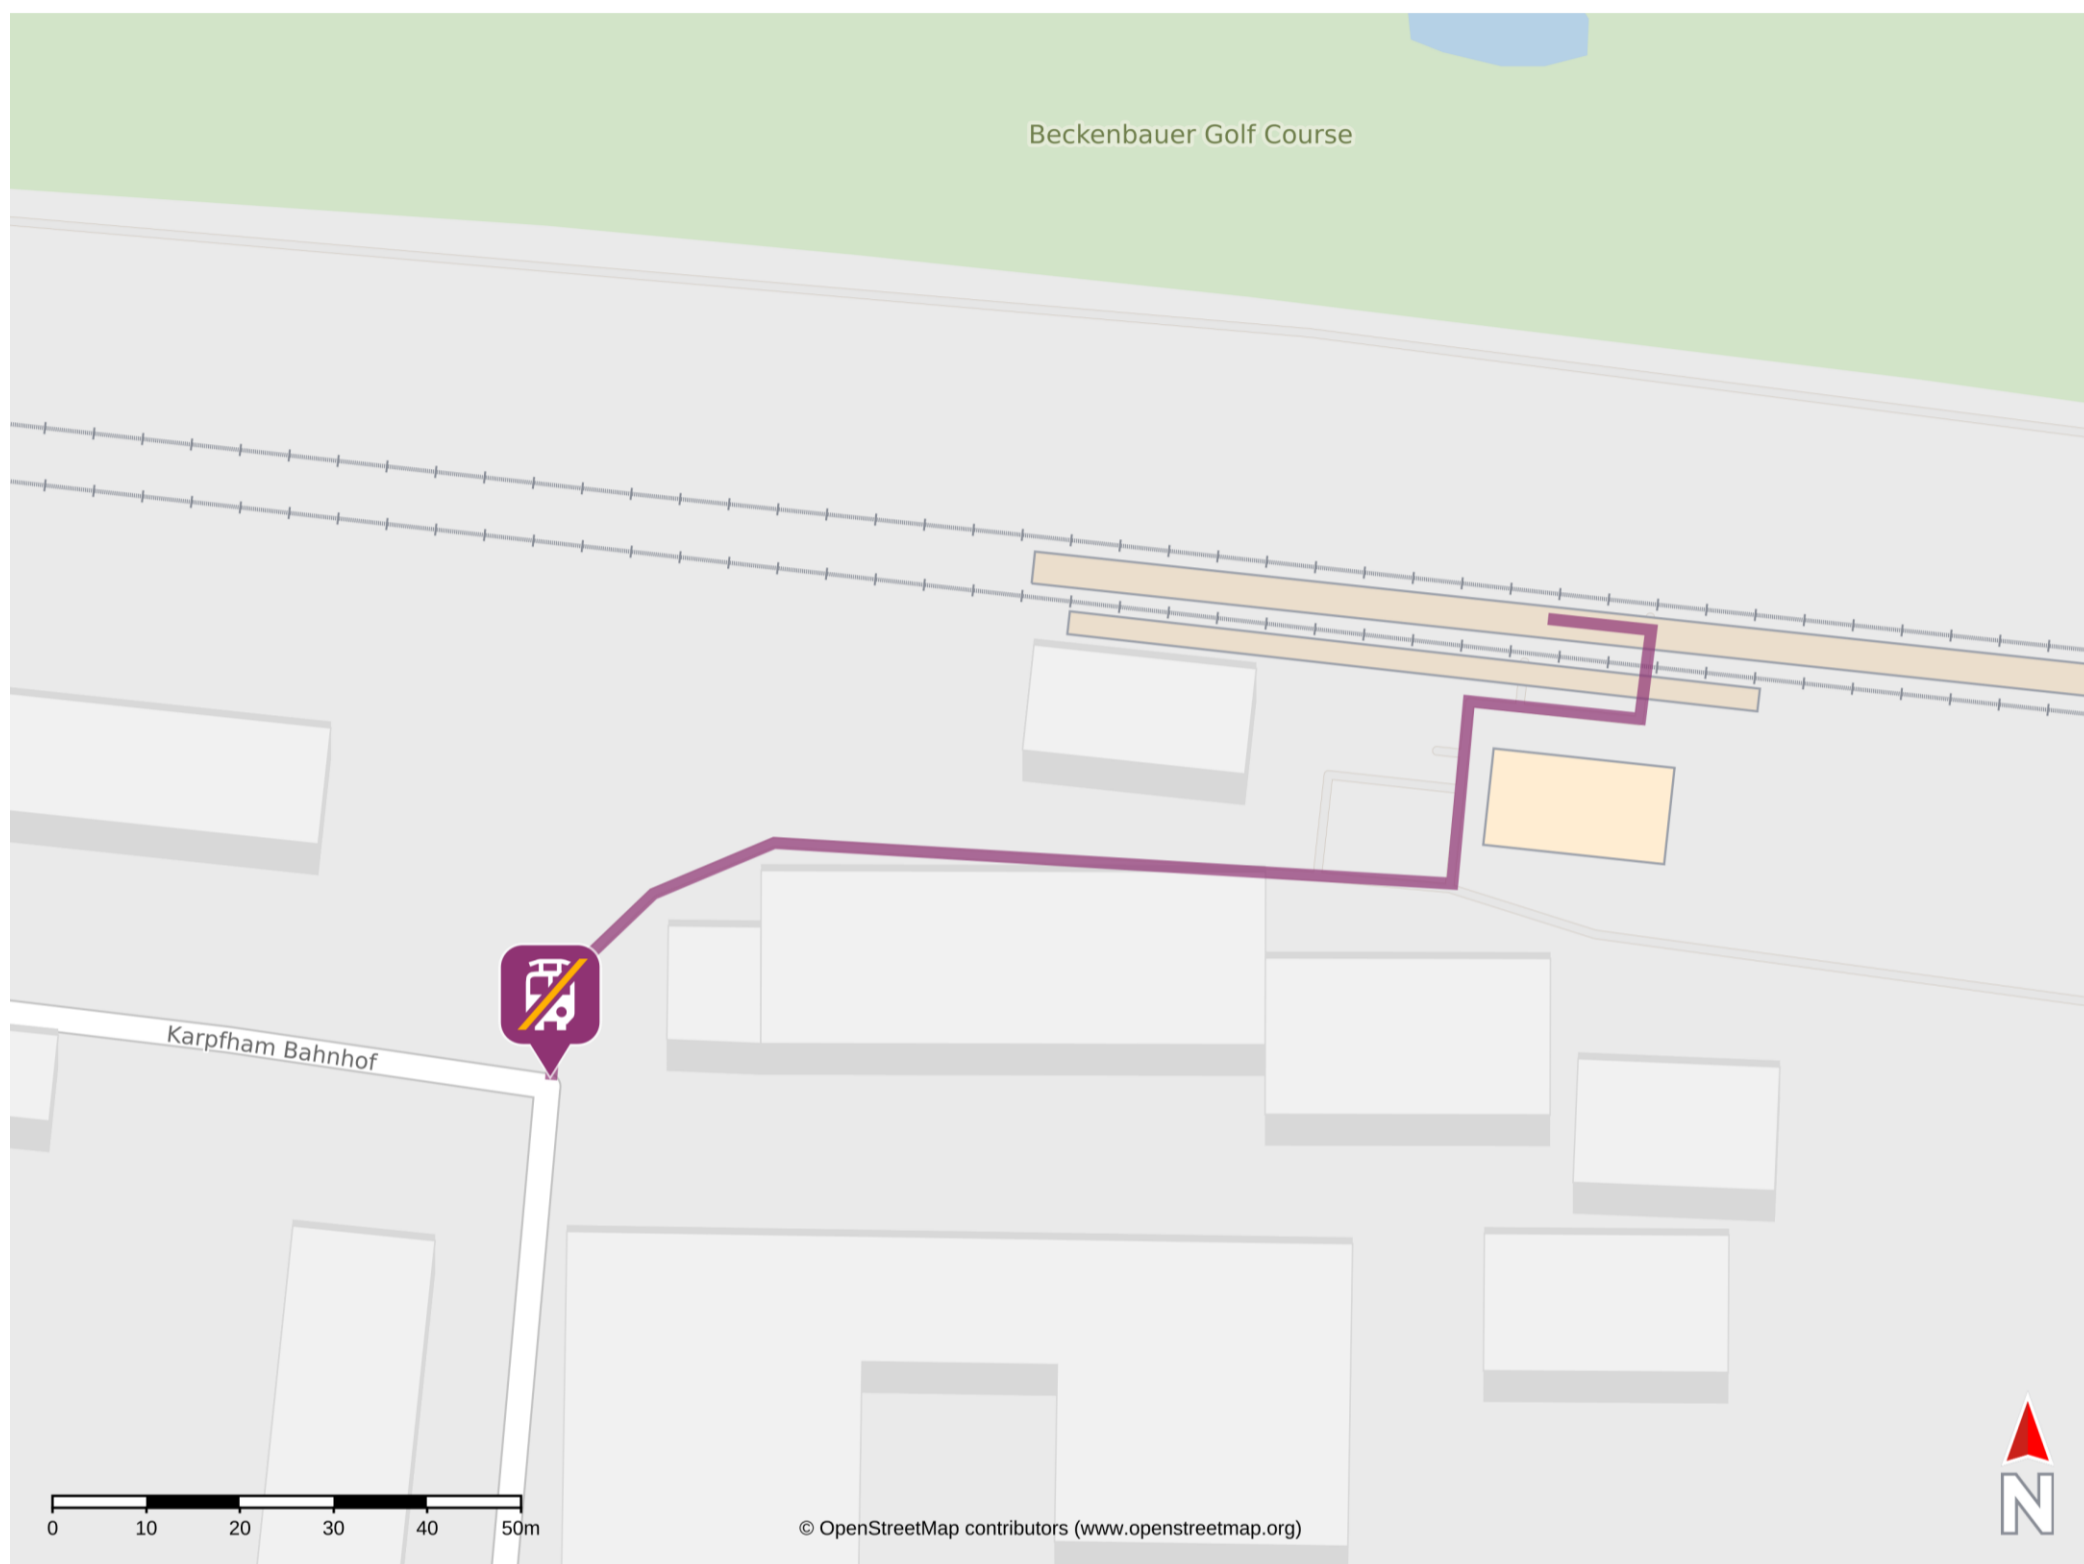 Beckenbauer Golf Course
Karpfham Bahnhof
N
0 10 20 30 40 50m
© OpenStreetMap contributors (www.openstreetmap.org)